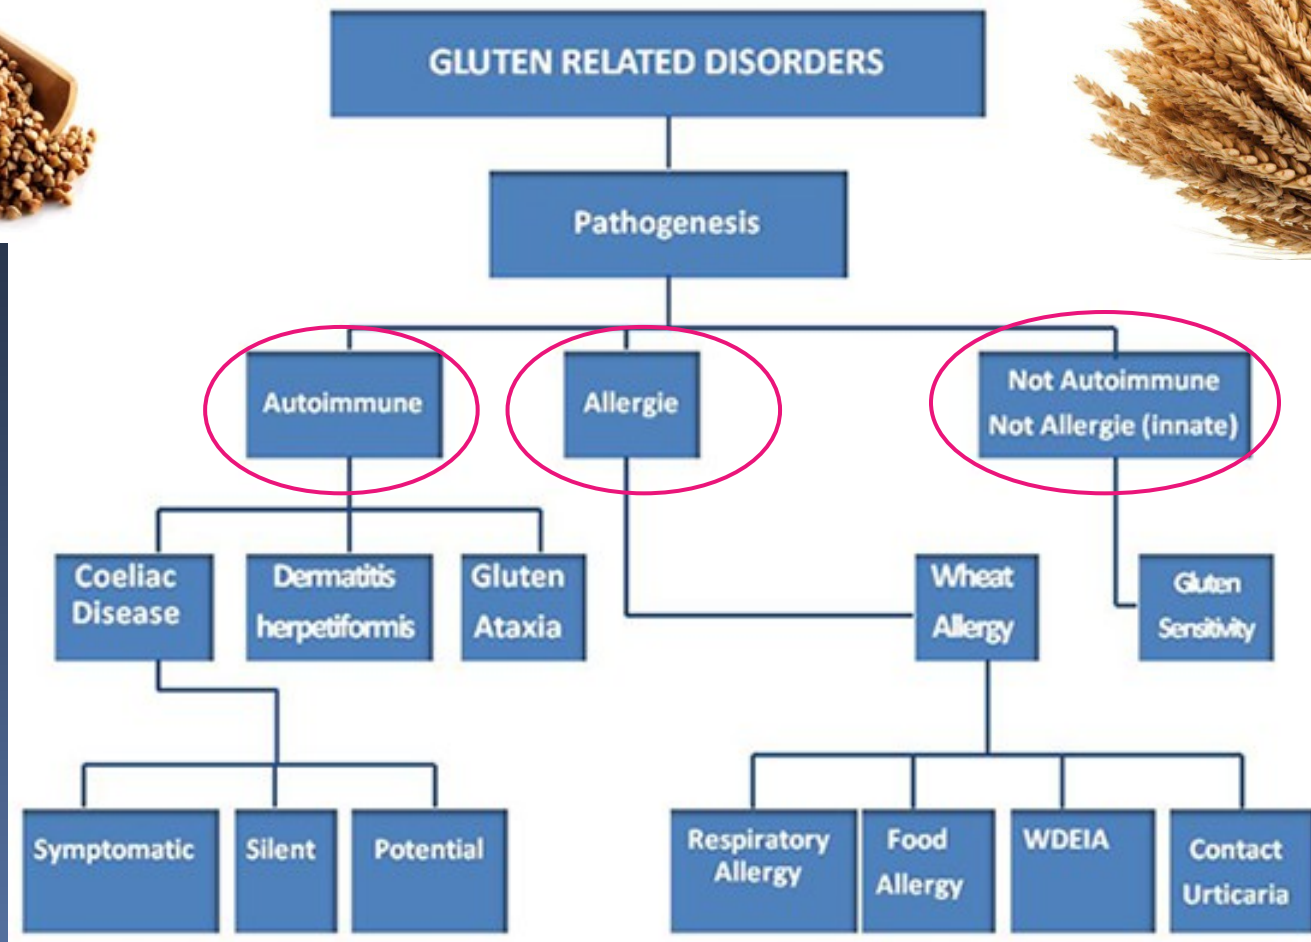 GLUTEN RELATED DISORDERS
Pathogenesis
Autoimmune
Allergie
Not Autoimmune
Not Allergie (innate)
Coeliac
Disease
Dermatitis
herpetiformis
Gluten
Ataxia
Wheat
Allergy
Gluten
Sensitivity
Symptomatic
Silent
Potential
Respiratory
Allergy
Food
Allergy
WDEIA
Contact
Urticaria